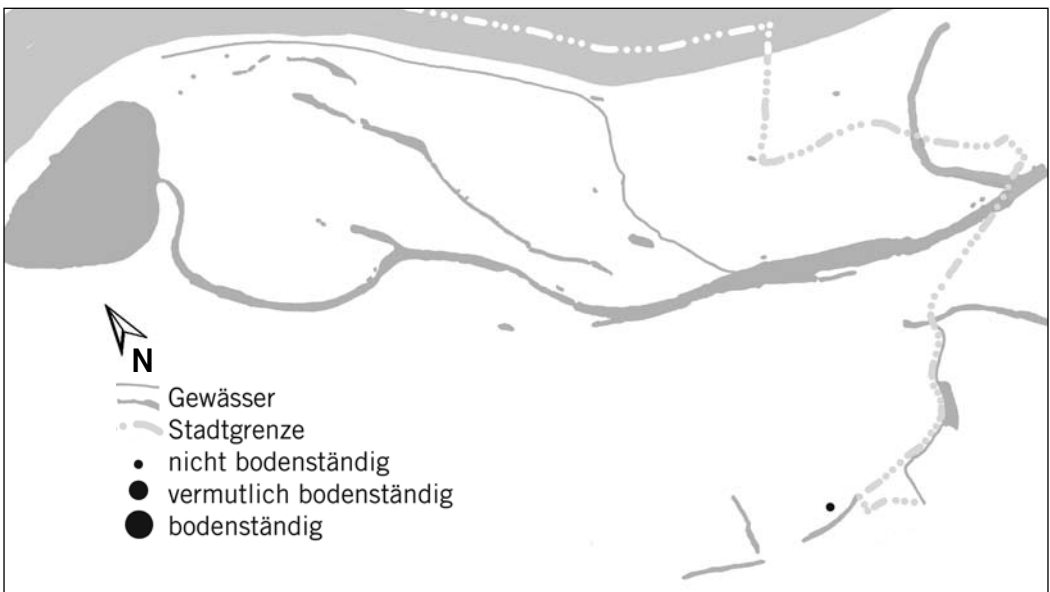 N
Gewässer
Stadtgrenze
nicht bodenständig
vermutlich bodenständig
bodenständig